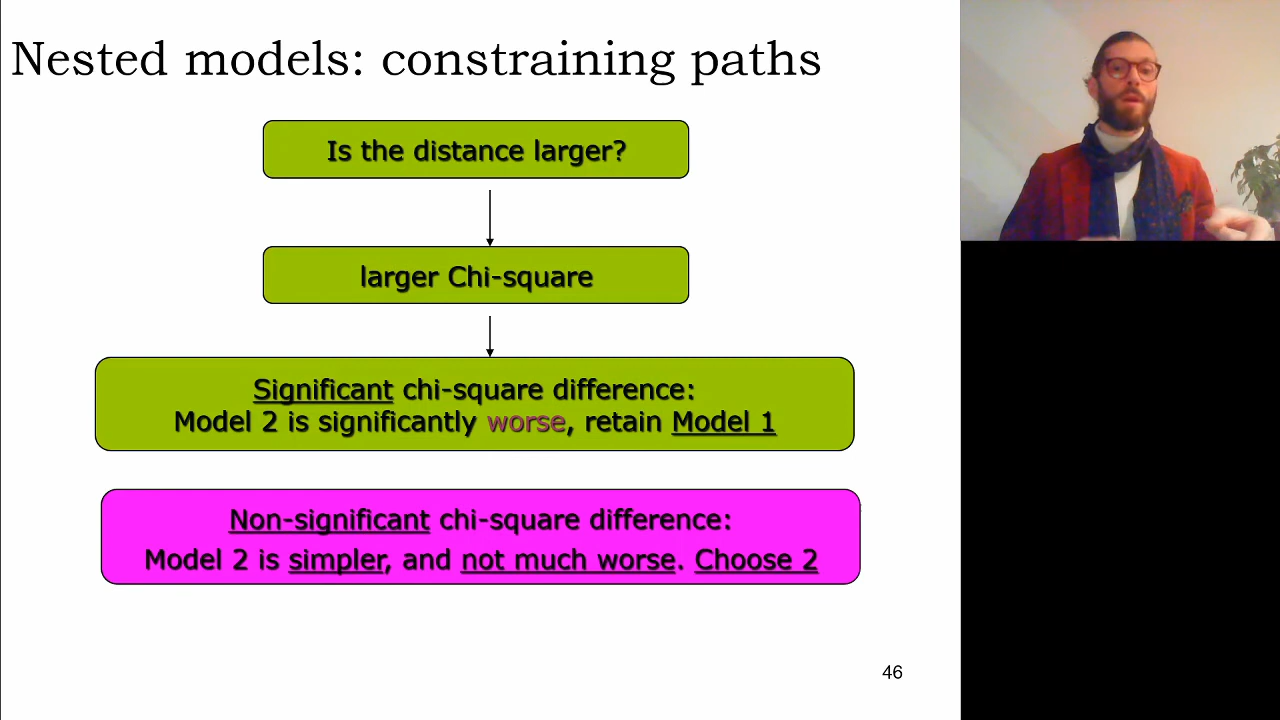 Nested models: constraining paths
Is the distance larger?
larger Chi-square
Significant chi-square difference:
Model 2 is significantly worse, retain Model 1
Non-significant chi-square difference:
Model 2 is simpler, and not much worse. Choose 2
46